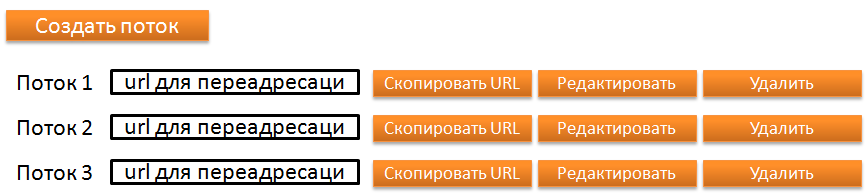 Создать поток
Поток 1 url для переадресаци Скопировать URL Редактировать Удалить
Поток 2 url для переадресаци Скопировать URL Редактировать Удалить
Поток 3 url для переадресаци Скопировать URL Редактировать Удалить